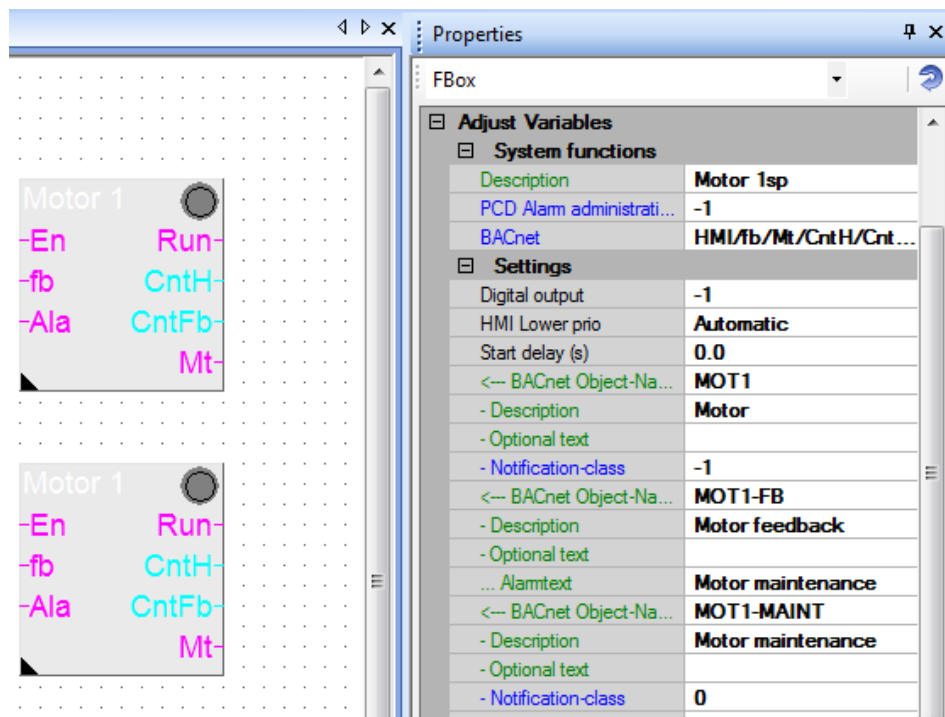 Motor 1
En Run
fb CntH
Ala CntFb
Mt
Motor 1
En Run
fb CntH
Ala CntFb
Mt
Properties
FBox
Adjust Variables
System functions
Description Motor 1sp
PCD Alarm administrati... -1
BACnet HMI/fb/Mt/CntH/Cnt...
Settings
Digital output -1
HMI Lower prio Automatic
Start delay (s) 0.0
<--- BACnet Object-Na... MOT1
- Description Motor
- Optional text
- Notification-class -1
<--- BACnet Object-Na... MOT1-FB
- Description Motor feedback
- Optional text
... Alarmtext Motor maintenance
<--- BACnet Object-Na... MOT1-MAINT
- Description Motor maintenance
- Optional text
- Notification-class 0